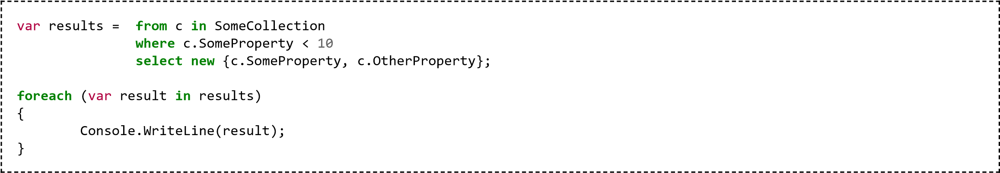 var results =  from c in SomeCollection
               where c.SomeProperty < 10
               select new {c.SomeProperty, c.OtherProperty};

foreach (var result in results)
{
        Console.WriteLine(result);
}